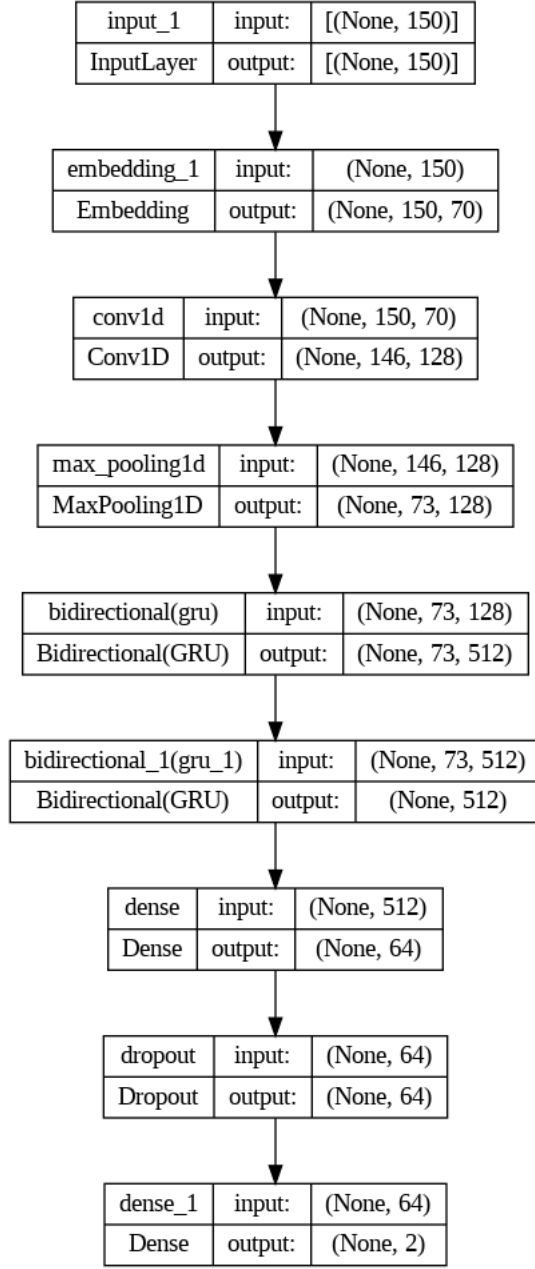 input_1 input: [(None, 150)]
InputLayer output: [(None, 150)]
embedding_1 input: (None, 150)
Embedding output: (None, 150, 70)
conv1d input: (None, 150, 70)
Conv1D output: (None, 146, 128)
max_pooling1d input: (None, 146, 128)
MaxPooling1D output: (None, 73, 128)
bidirectional(gru) input: (None, 73, 128)
Bidirectional(GRU) output: (None, 73, 512)
bidirectional_1(gru_1) input: (None, 73, 512)
Bidirectional(GRU) output: (None, 512)
dense input: (None, 512)
Dense output: (None, 64)
dropout input: (None, 64)
Dropout output: (None, 64)
dense_1 input: (None, 64)
Dense output: (None, 2)